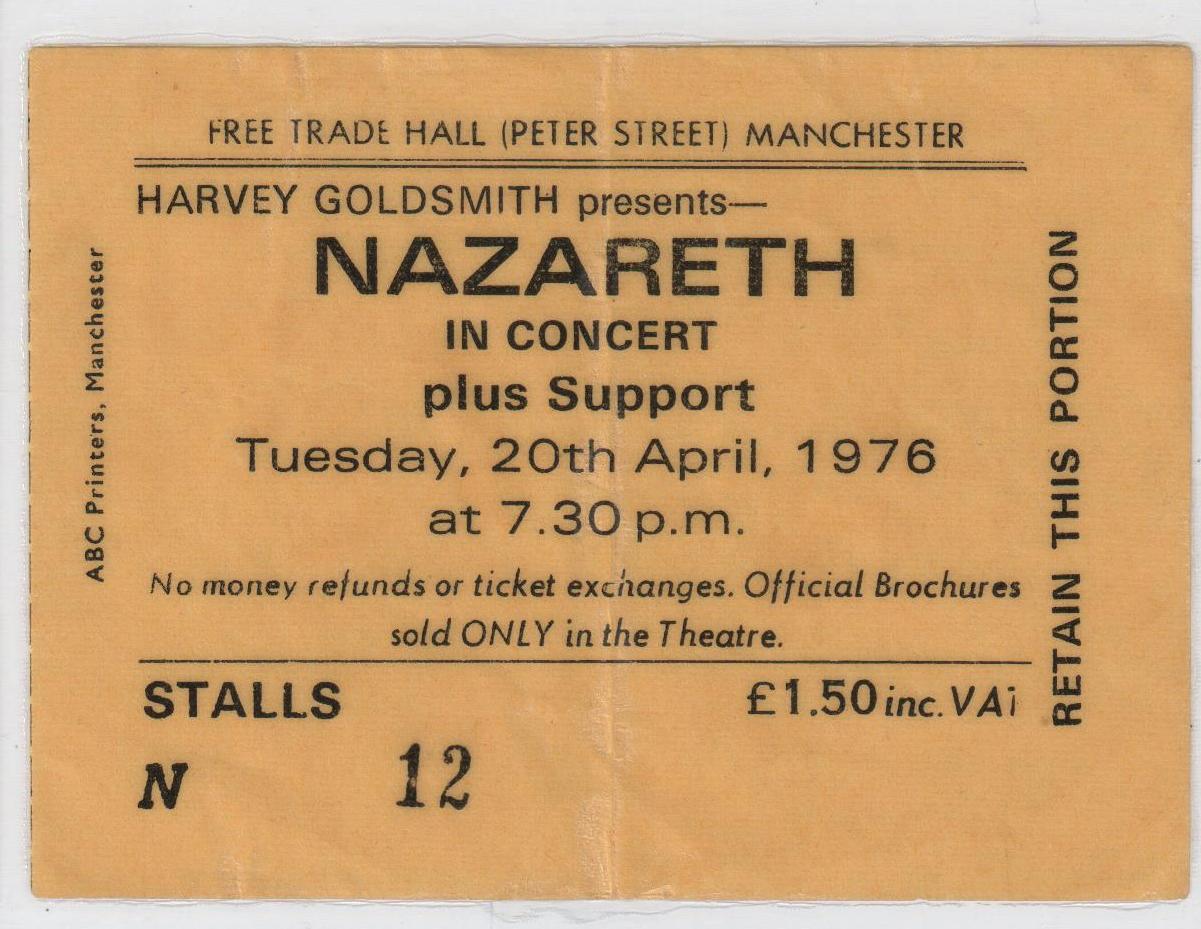 FREE TRADE HALL (PETER STREET) MANCHESTER
HARVEY GOLDSMITH presents—
NAZARETH
IN CONCERT
plus Support
Tuesday, 20th April, 1976
at 7.30 p.m.
No money refunds or ticket exchanges. Official Brochures
sold ONLY in the Theatre.
STALLS £1.50 inc. VAT
N 12
ABC Printers, Manchester
RETAIN THIS PORTION